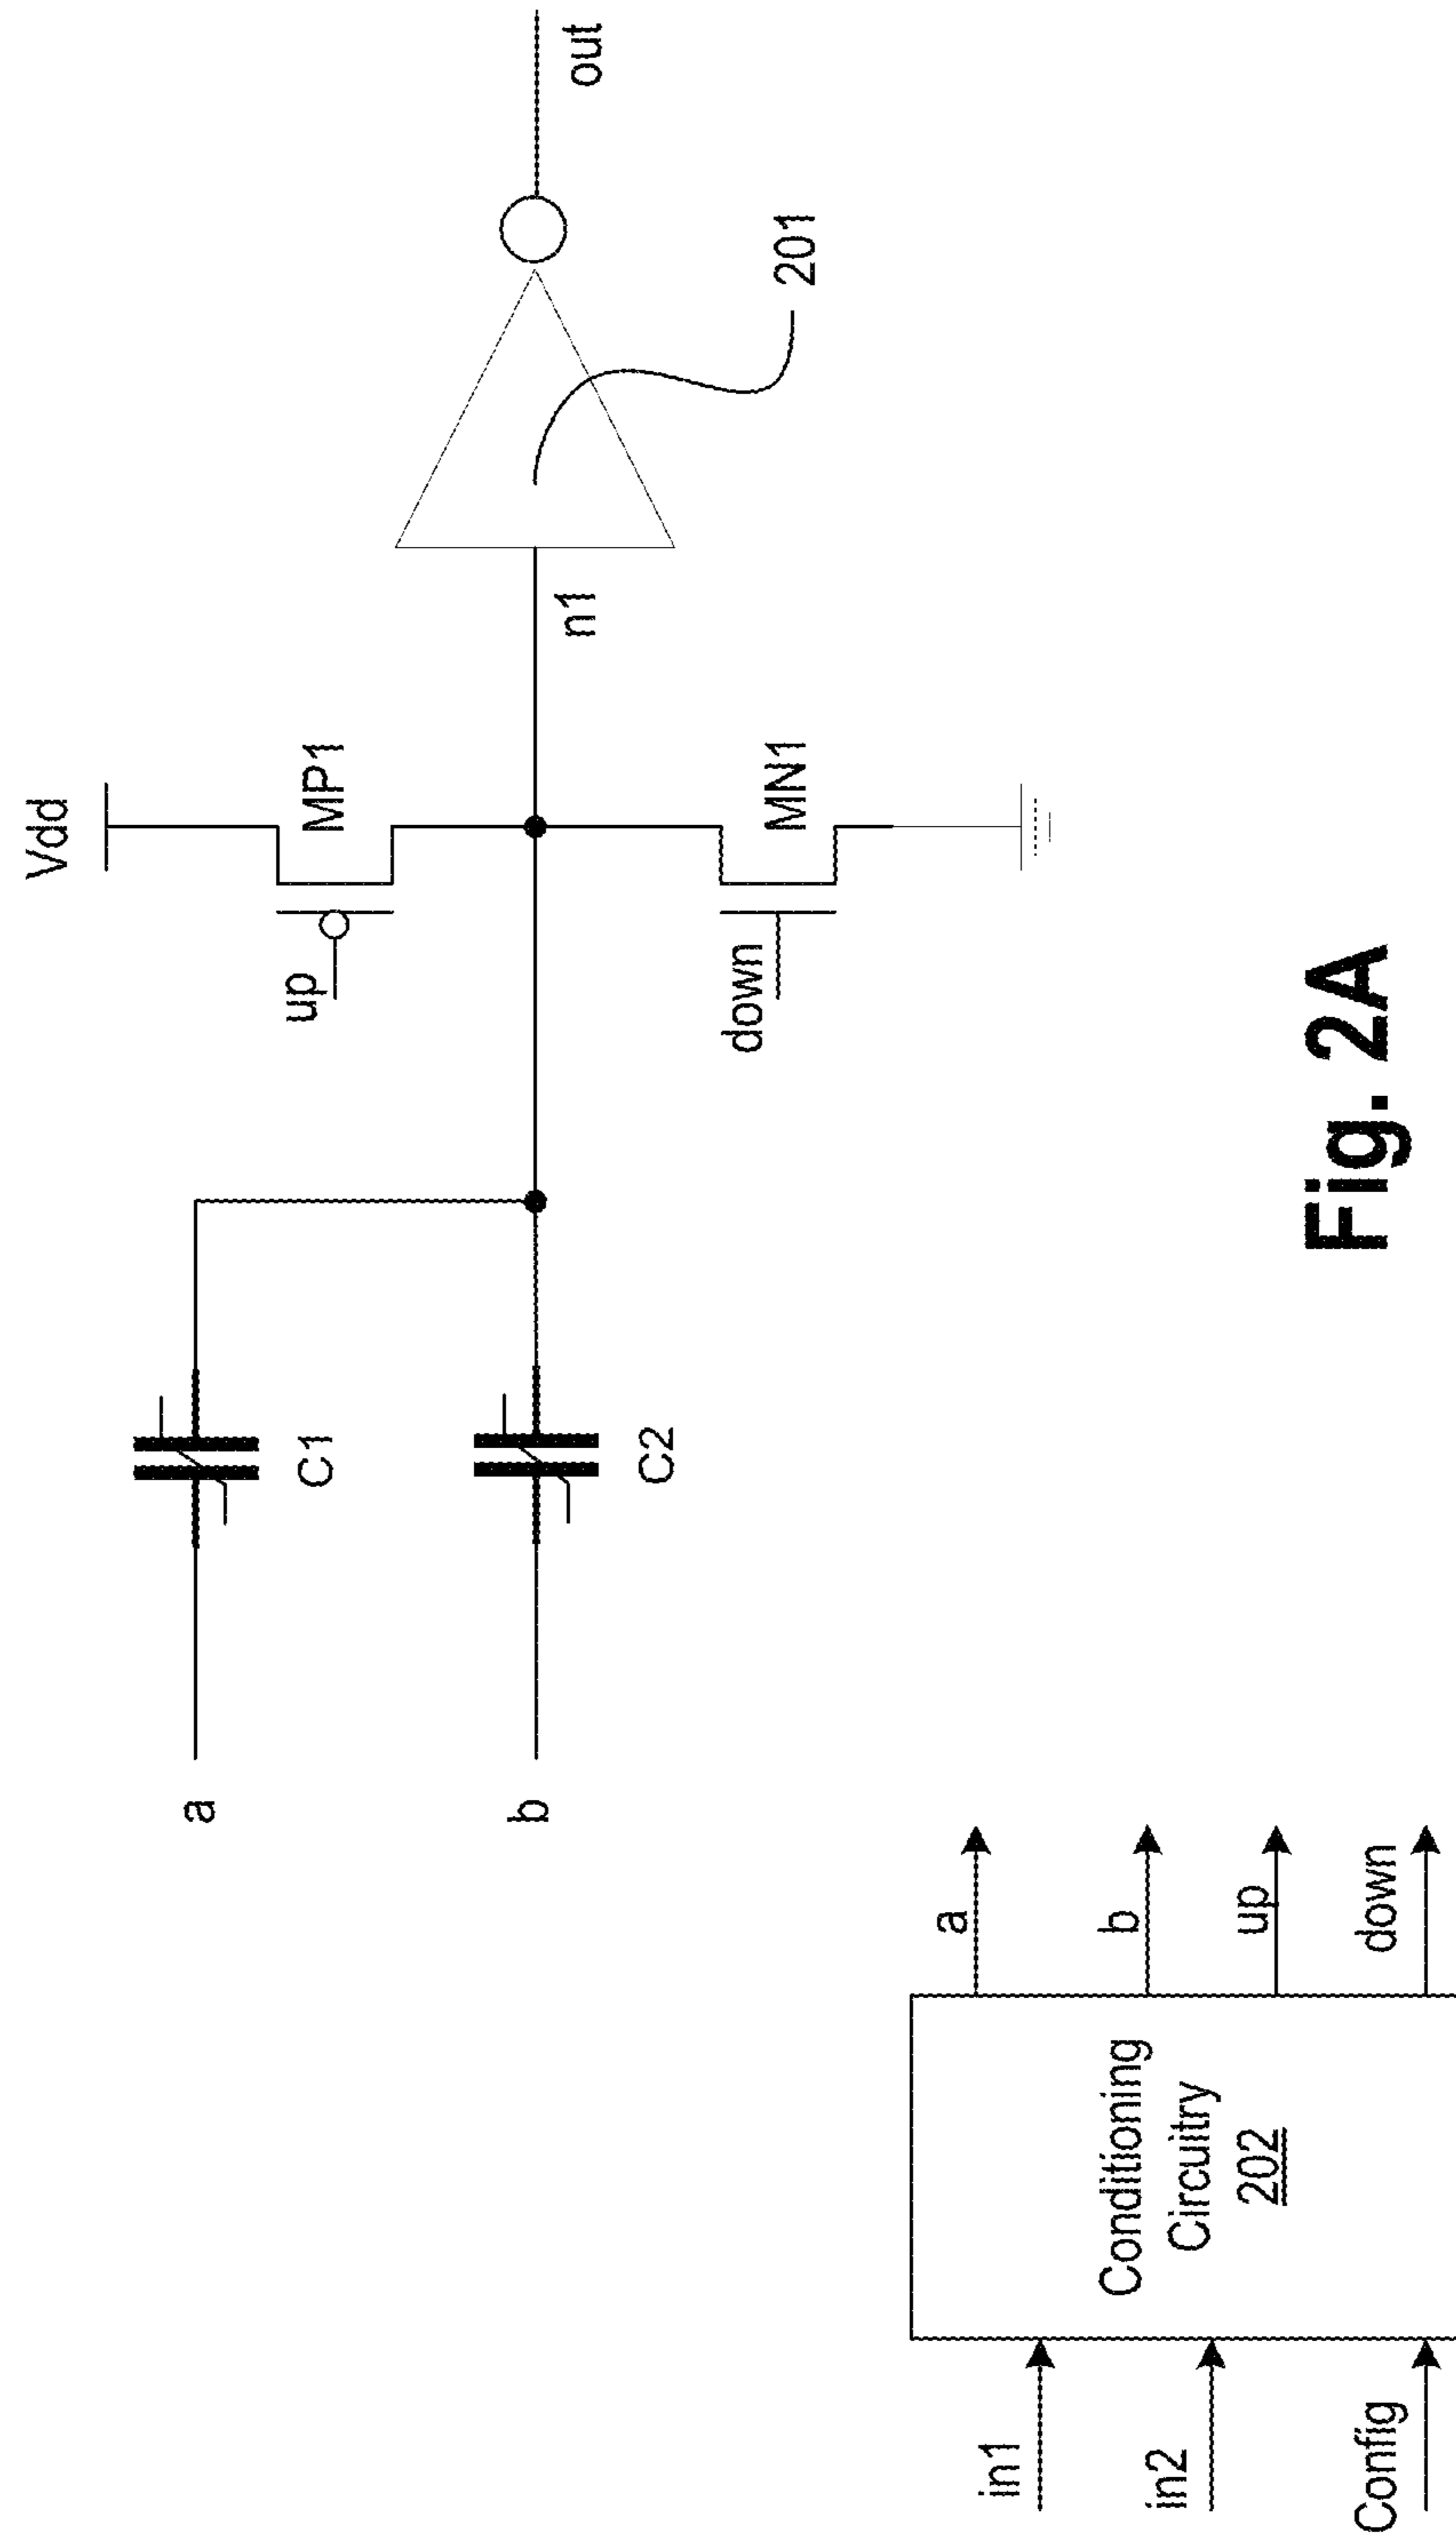 Vdd
a
C1
up
MP1
b
C2
n1
out
down
MN1
201
in1
in2
Config
Conditioning
Circuitry
202
a
b
up
down
Fig. 2A